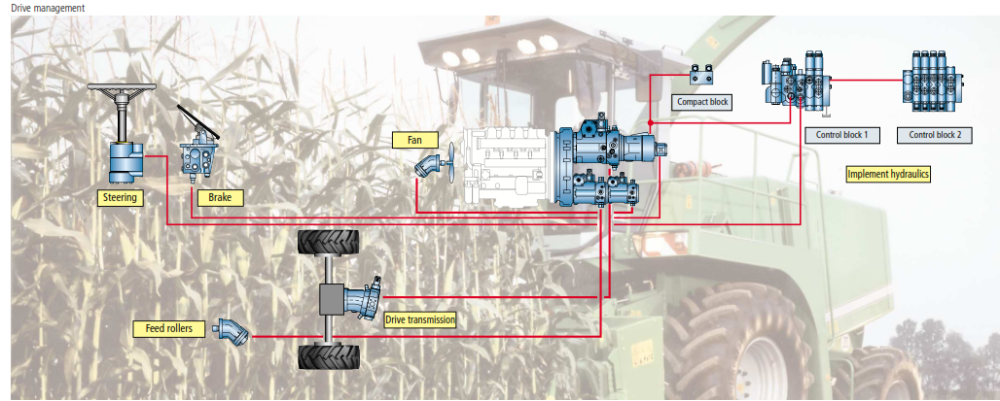 Drive management
Compact block
Control block 1
Control block 2
Fan
Implement hydraulics
Steering
Brake
Drive transmission
Feed rollers